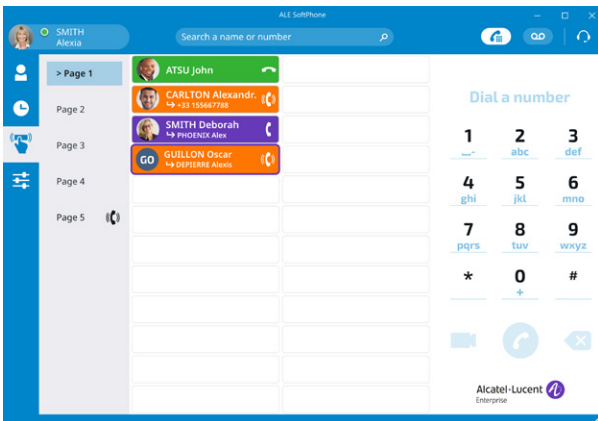 ALE SoftPhone
SMITH
Alexia
Search a name or number
> Page 1
Page 2
Page 3
Page 4
Page 5
ATSU John
CARLTON Alexandr.
+33 155667788
SMITH Deborah
PHOENIX Alex
GO
GUILLON Oscar
DEPIERRE Alexis
Dial a number
1 2 3
abc def
4 5 6
ghi jkl mno
7 8 9
pqrs tuv wxyz
* 0 #
+
Alcatel·Lucent
Enterprise